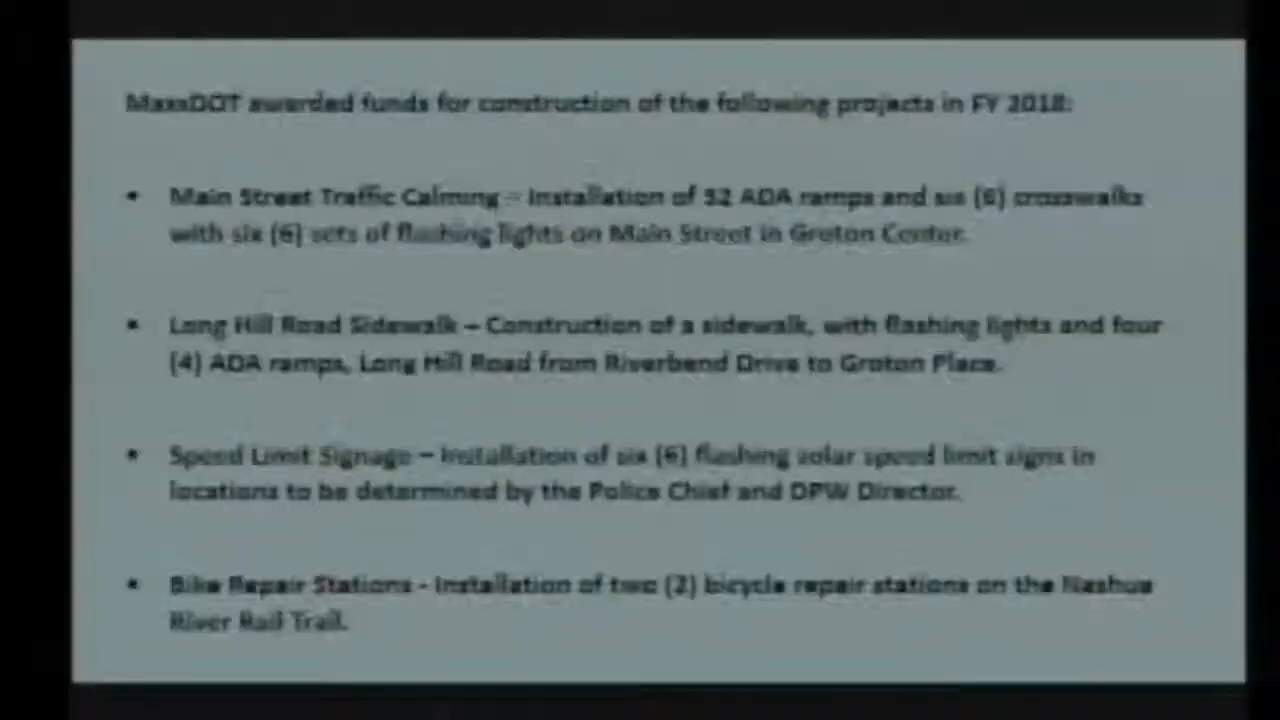 MassDOT awarded funds for construction of the following projects in FY 2018:
• Main Street Traffic Calming – Installation of 32 ADA ramps and six (6) crosswalks
with six (6) sets of flashing lights on Main Street in Groton Center.
• Long Hill Road Sidewalk – Construction of a sidewalk, with flashing lights and four
(4) ADA ramps, Long Hill Road from Riverbend Drive to Groton Place.
• Speed Limit Signage – Installation of six (6) flashing solar speed limit signs in
locations to be determined by the Police Chief and DPW Director.
• Bike Repair Stations - Installation of two (2) bicycle repair stations on the Nashua
River Rail Trail.